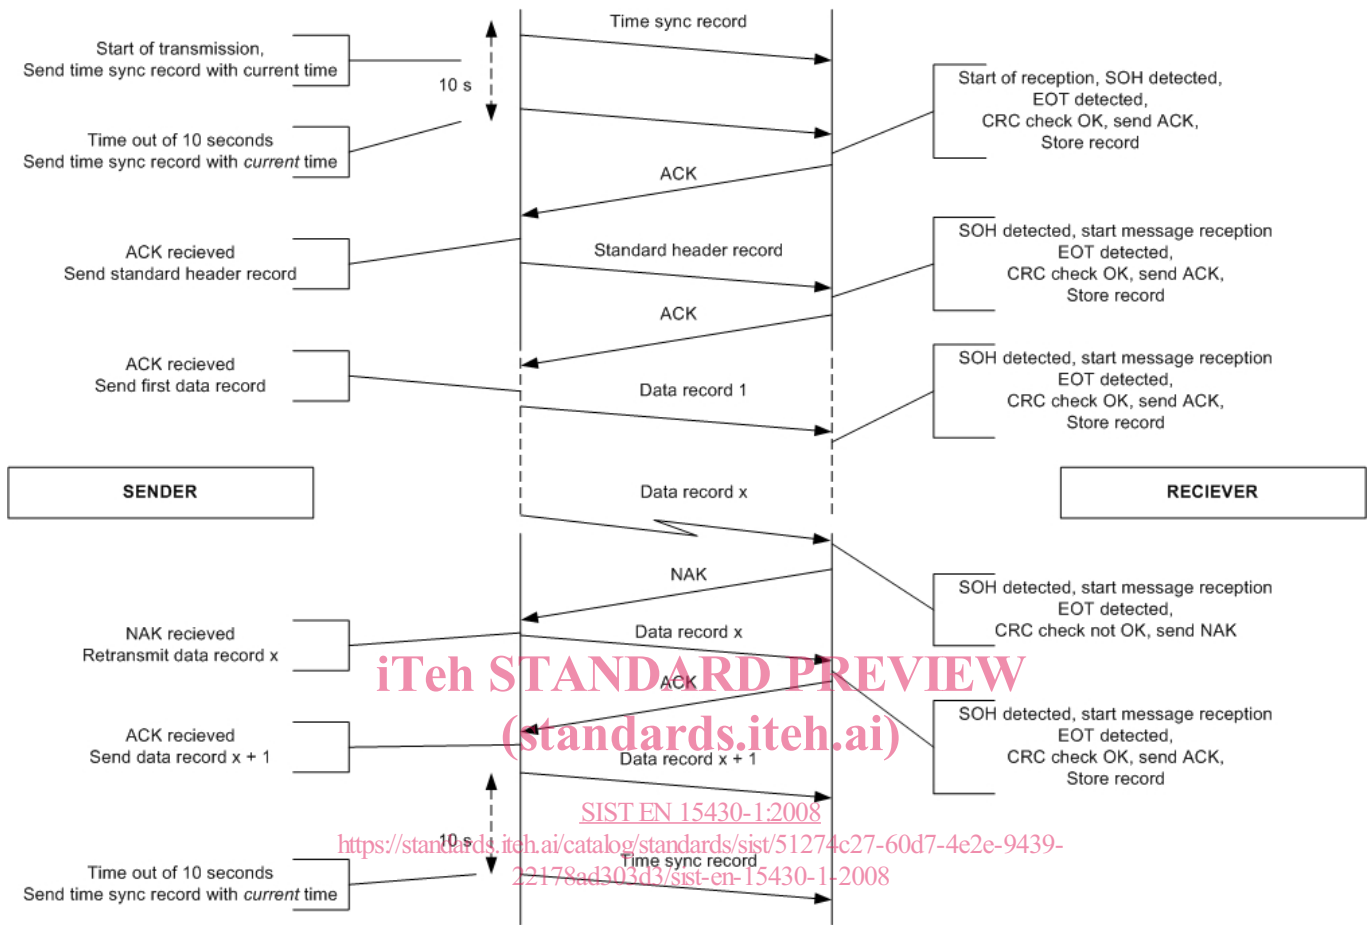 Time sync record
Start of transmission,
Send time sync record with current time
10 s
Start of reception, SOH detected,
EOT detected,
CRC check OK, send ACK,
Store record
Time out of 10 seconds
Send time sync record with current time
ACK
ACK recieved
Send standard header record
Standard header record
SOH detected, start message reception
EOT detected,
CRC check OK, send ACK,
Store record
ACK
ACK recieved
Send first data record
Data record 1
SOH detected, start message reception
EOT detected,
CRC check OK, send ACK,
Store record
SENDER
Data record x
RECIEVER
NAK
SOH detected, start message reception
EOT detected,
CRC check not OK, send NAK
NAK recieved
Retransmit data record x
Data record x
iTeh STANDARD PREVIEW
ACK
(standards.iteh.ai)
ACK recieved
Send data record x + 1
Data record x + 1
SOH detected, start message reception
EOT detected,
CRC check OK, send ACK,
Store record
SIST EN 15430-1:2008
10 s
https://standards.iteh.ai/catalog/standards/sist/51274c27-60d7-4e2e-9439-
Time sync record
22178ad303d3/sist-en-15430-1-2008
Time out of 10 seconds
Send time sync record with current time